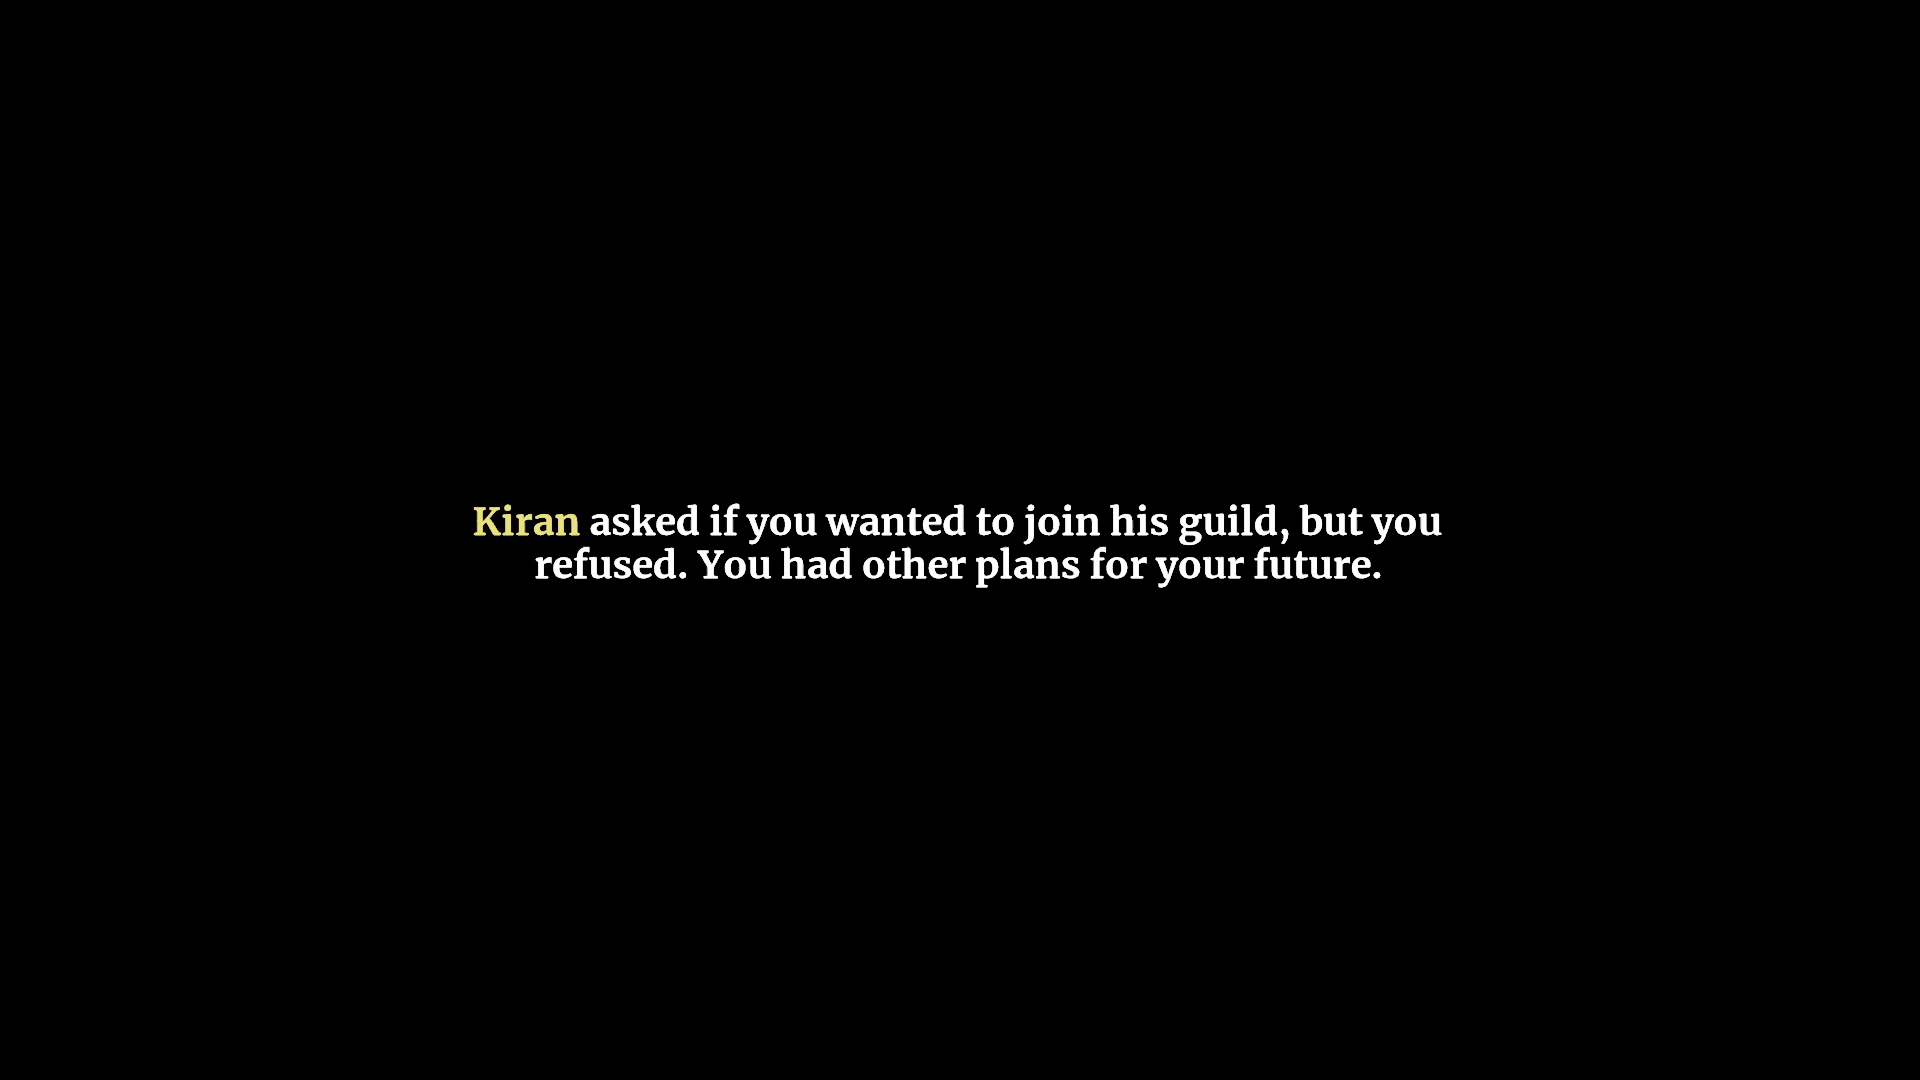 Kiran asked if you wanted to join his guild, but you
refused. You had other plans for your future.